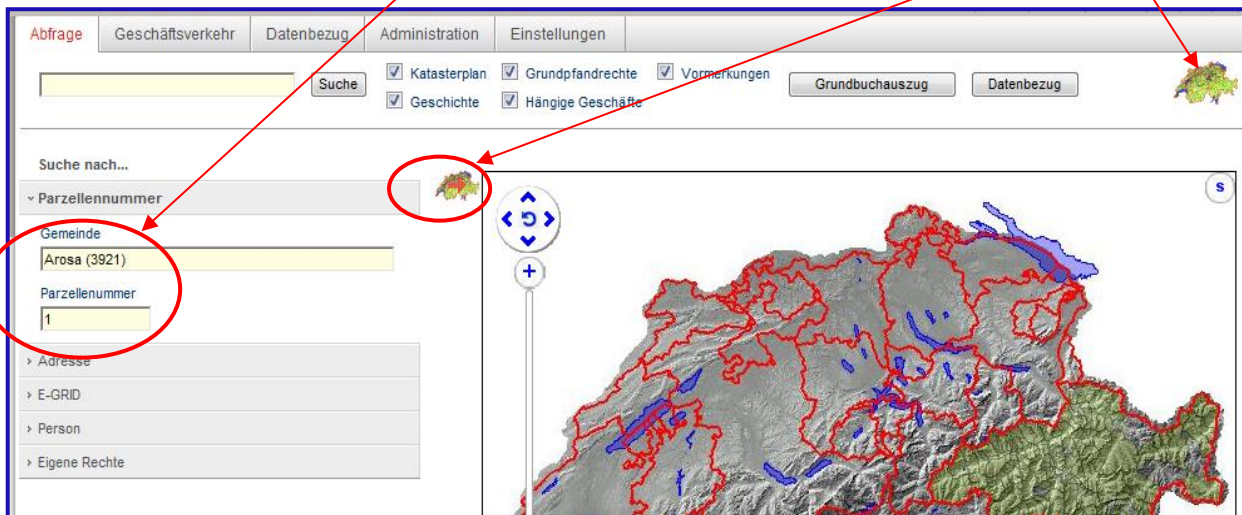 Abfrage Geschäftsverkehr Datenbezug Administration Einstellungen
Suche Katasterplan Grundpfandrechte Vormerkungen Grundbuchauszug Datenbezug
Geschichte Hängige Geschäfte
Suche nach...
Parzellennummer
Gemeinde
Arosa (3921)
Parzellenummer
1
Adresse
E-GRID
Person
Eigene Rechte
S